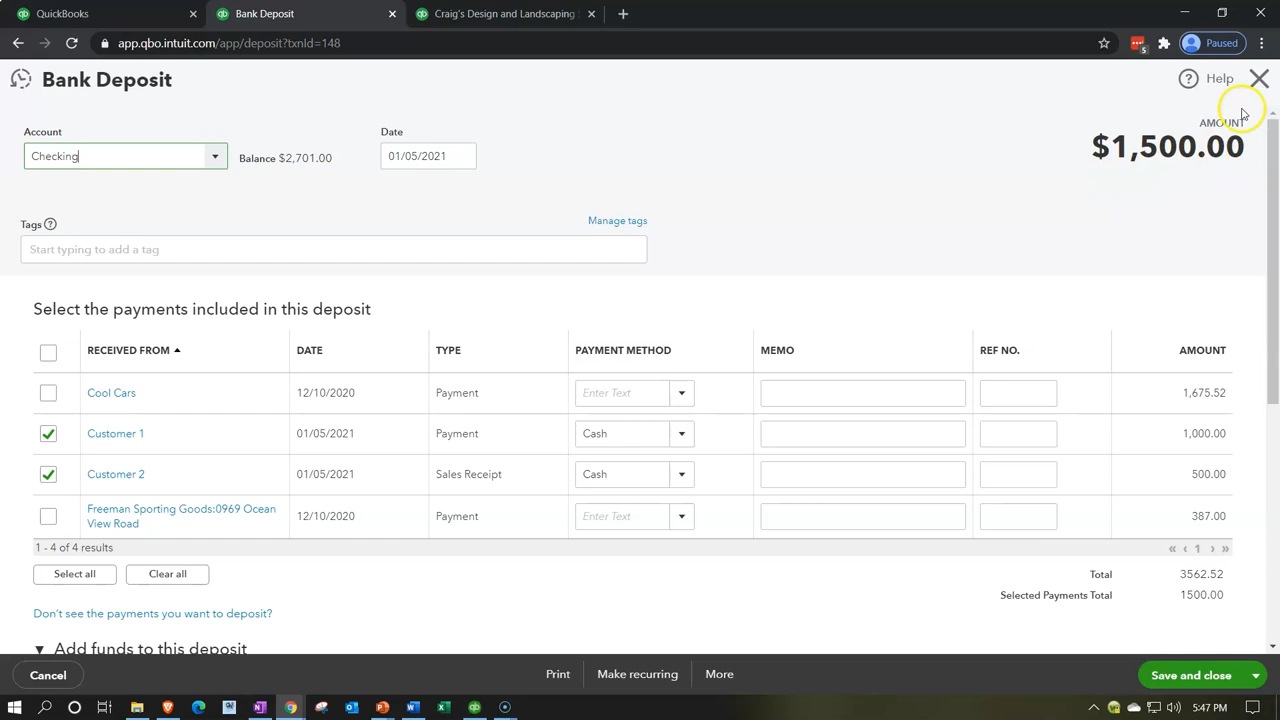 QuickBooks
Bank Deposit
Craig's Design and Landscaping
app.qbo.intuit.com/app/deposit?txnId=148
5
Paused
Bank Deposit
Help
Account
Date
AMOUNT
Checking
Balance $2,701.00
01/05/2021
$1,500.00
Tags
Manage tags
Start typing to add a tag
Select the payments included in this deposit
RECEIVED FROM DATE TYPE PAYMENT METHOD MEMO REF NO. AMOUNT
Cool Cars 12/10/2020 Payment Enter Text 1,675.52
Customer 1 01/05/2021 Payment Cash 1,000.00
Customer 2 01/05/2021 Sales Receipt Cash 500.00
Freeman Sporting Goods:0969 Ocean
View Road
12/10/2020 Payment Enter Text 387.00
1 - 4 of 4 results
« ‹ 1 › »
Select all Clear all
Total 3562.52
Selected Payments Total 1500.00
Don't see the payments you want to deposit?
Add funds to this deposit
Cancel Print Make recurring More Save and close
5:47 PM